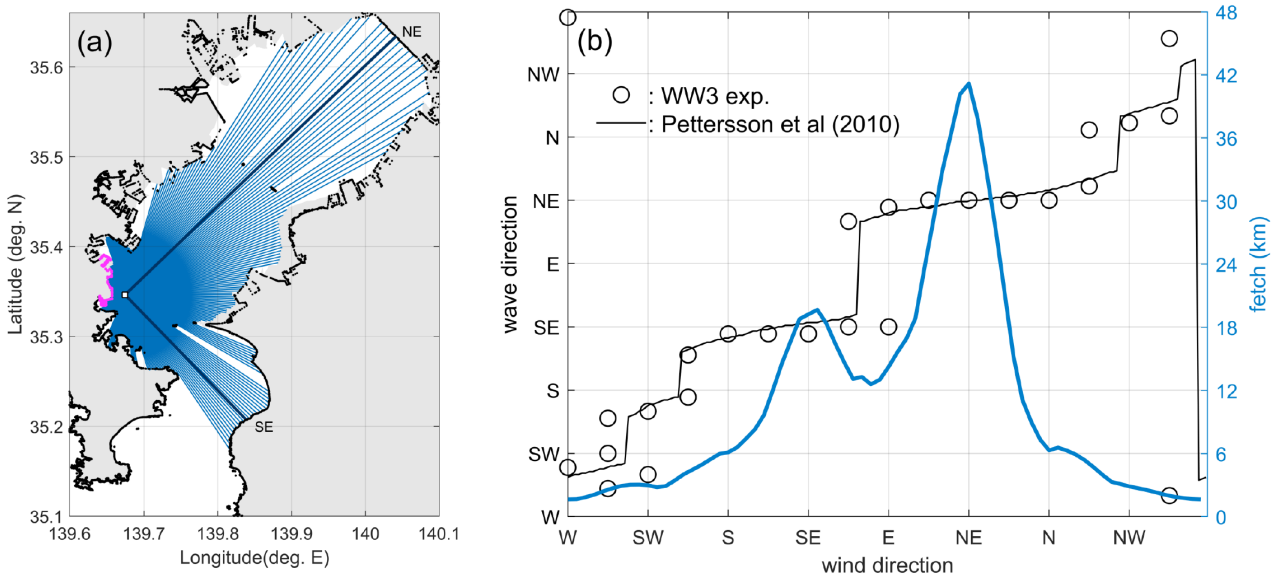 (a)
NE
SE
Latitude (deg. N)
35.6
35.5
35.4
35.3
35.2
35.1
139.6 139.7 139.8 139.9 140 140.1
Longitude(deg. E)
(b)
: WW3 exp.
: Pettersson et al (2010)
wave direction
NW
N
NE
E
SE
S
SW
W
W SW S SE E NE N NW
wind direction
48
42
36
30
24
18
12
6
0
fetch (km)